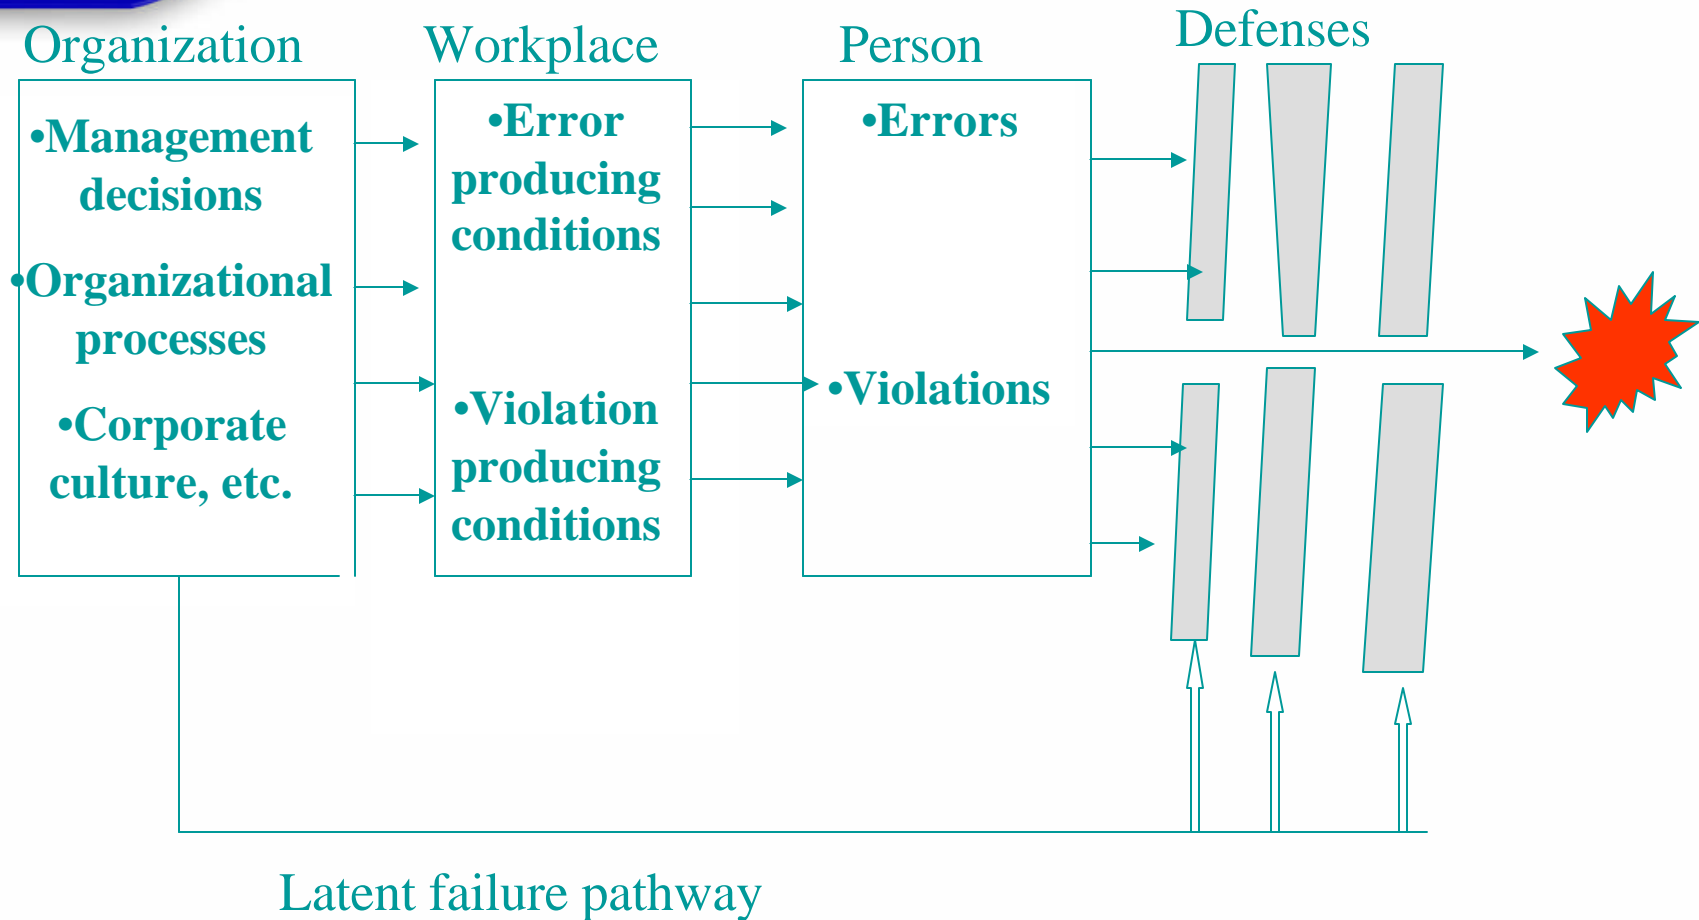 Organization
•Management
decisions
•Organizational
processes
•Corporate
culture, etc.
Workplace
•Error
producing
conditions
•Violation
producing
conditions
Person
•Errors
•Violations
Defenses
Latent failure pathway